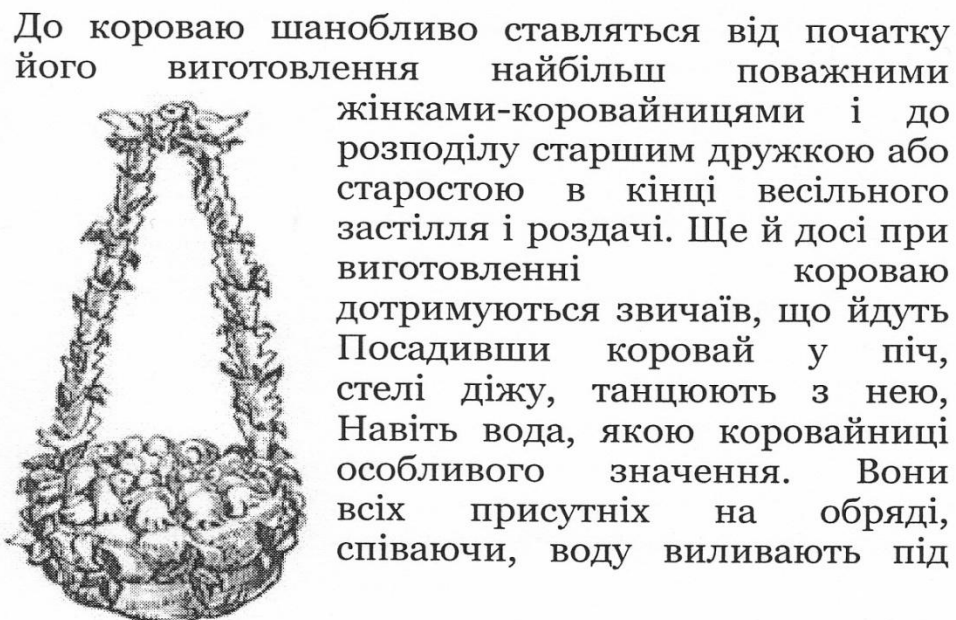 До короваю шанобливо ставляться від початку
його виготовлення найбільш поважними
жінками-коровайницями і до
розподілу старшим дружкою або
старостою в кінці весільного
застілля і роздачі. Ще й досі при
виготовленні короваю
дотримуються звичаїв, що йдуть
Посадивши коровай у піч,
стелі діжу, танцюють з нею,
Навіть вода, якою коровайниці
особливого значення. Вони
всіх присутніх на обряді,
співаючи, воду виливають під